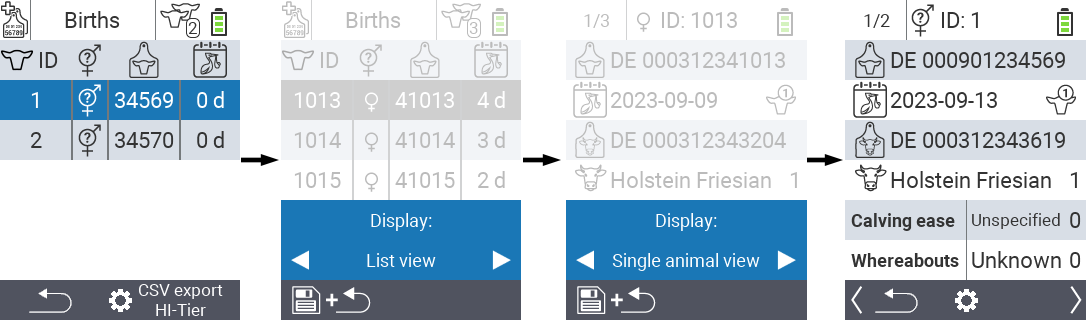 Births
56789
2
ID
1 34569 0 d
2 34570 0 d
CSV export
HI-Tier
Births
56789
3
ID
1013 41013 4 d
1014 41014 3 d
1015 41015 2 d
Display:
List view
+
1/3 ID: 1013
DE 000312341013
2023-09-09 1
DE 000312343204
Holstein Friesian 1
Display:
Single animal view
+
1/2 ID: 1
DE 000901234569
2023-09-13 1
DE 000312343619
Holstein Friesian 1
Calving ease Unspecified 0
Whereabouts Unknown 0